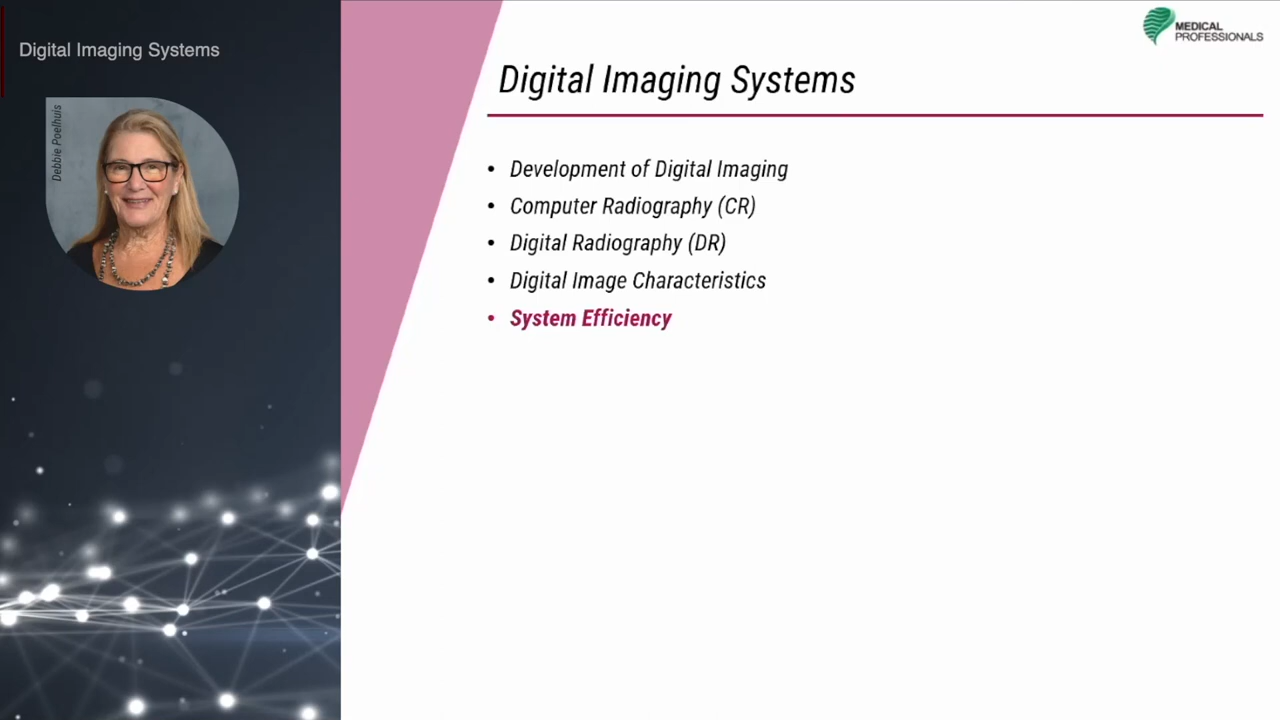 Digital Imaging Systems
Debbie Poelhuis
MEDICAL
PROFESSIONALS
Digital Imaging Systems
• Development of Digital Imaging
• Computer Radiography (CR)
• Digital Radiography (DR)
• Digital Image Characteristics
• System Efficiency